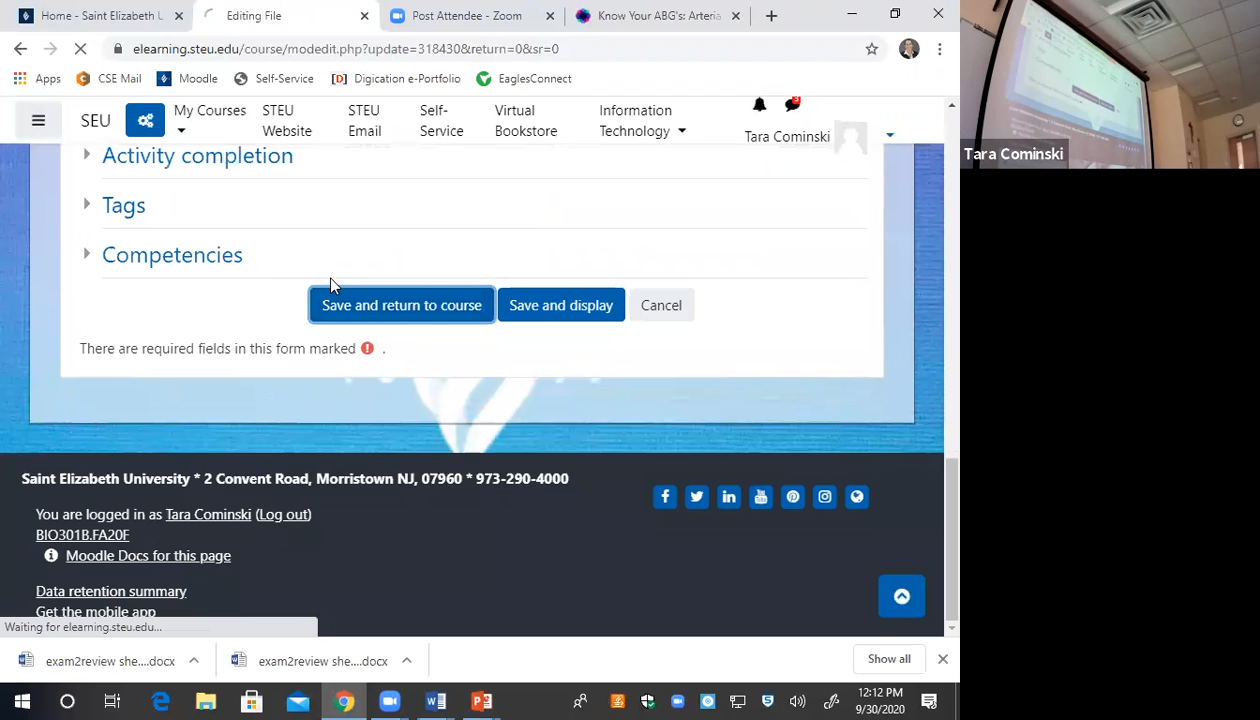 Home - Saint Elizabeth U
Editing File
Post Attendee - Zoom
Know Your ABG's: Arteria
elearning.steu.edu/course/modedit.php?update=318430&return=0&sr=0
Apps
CSE Mail
Moodle
Self-Service
[D] Digication e-Portfolio
EaglesConnect
SEU
My Courses
STEU
Website
STEU
Email
Self-
Service
Virtual
Bookstore
Information
Technology
Tara Cominski
Activity completion
Tags
Competencies
Save and return to course
Save and display
Cancel
There are required fields in this form marked ! .
Saint Elizabeth University * 2 Convent Road, Morristown NJ, 07960 * 973-290-4000
You are logged in as Tara Cominski (Log out)
BIO301B.FA20F
Moodle Docs for this page
Data retention summary
Get the mobile app
Waiting for elearning.steu.edu...
exam2review she....docx
exam2review she....docx
Show all
12:12 PM
9/30/2020
Tara Cominski